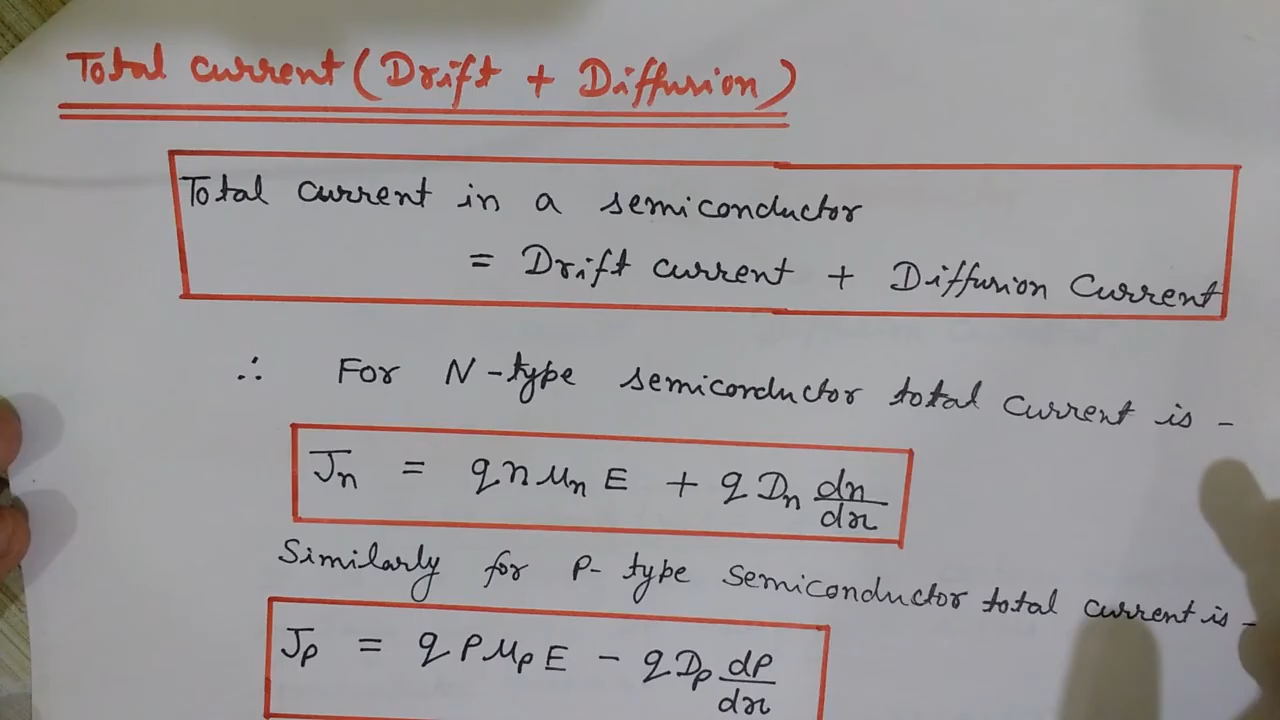 Total current (Drift + Diffusion)
Total current in a semiconductor
= Drift current + Diffusion Current
∴ For N-type semiconductor total current is -
Jn = qnμnE + qDn dn/dx
Similarly for P-type semiconductor total current is -
Jp = qPμpE - qDp dP/dx